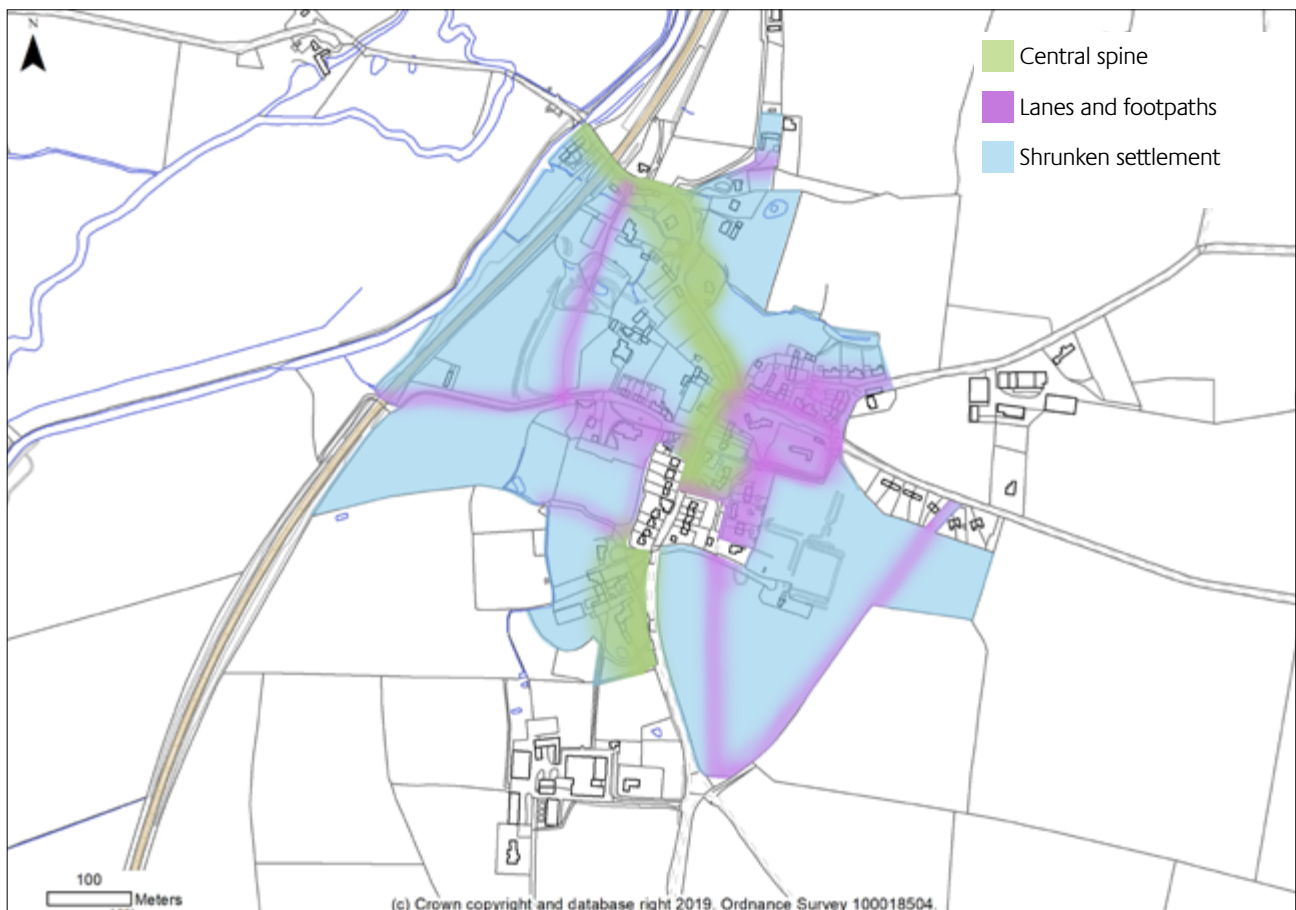 N
Central spine
Lanes and footpaths
Shrunken settlement
100
Meters
(c) Crown copyright and database right 2019. Ordnance Survey 100018504.